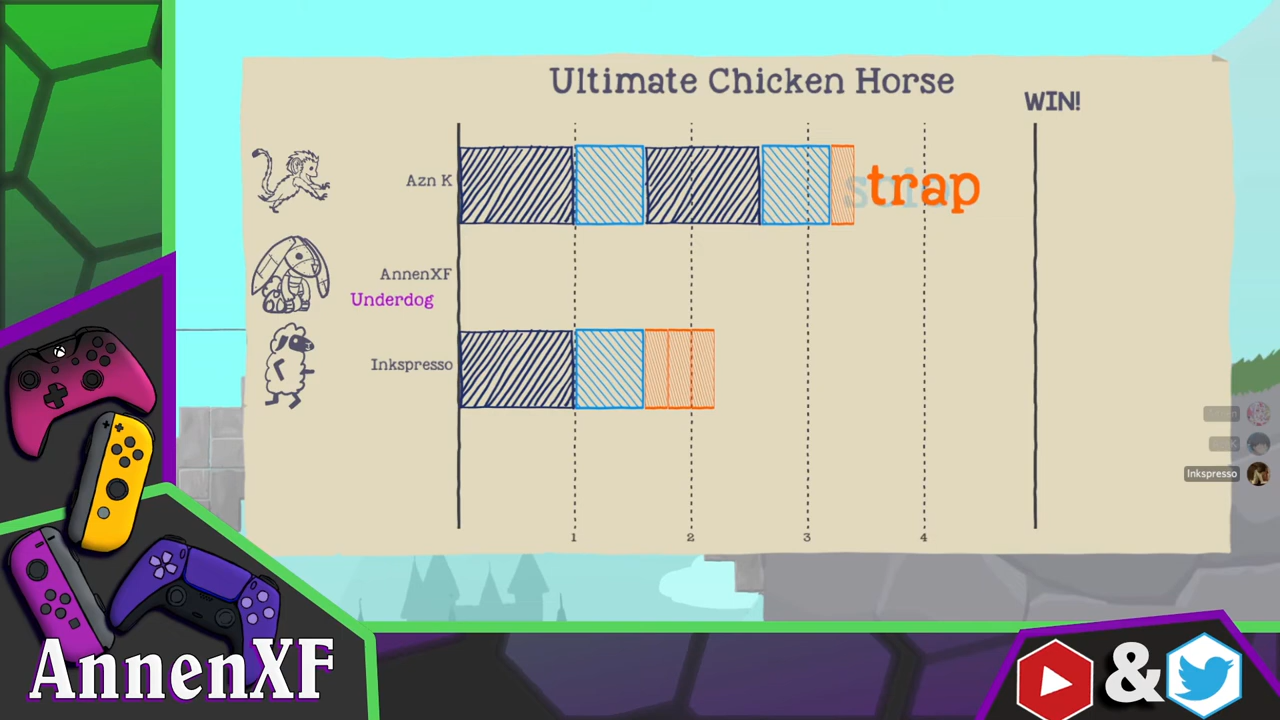 Ultimate Chicken Horse
WIN!
Azn K
trap
AnnenXF
Underdog
Inkspresso
Inkspresso
1 2 3 4
AnnenXF
&